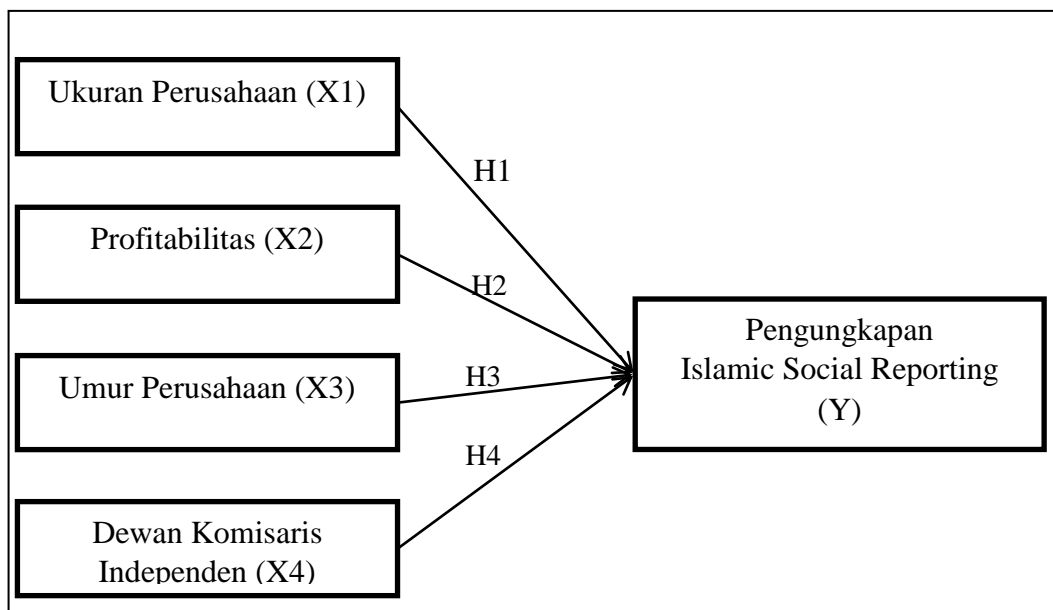 Ukuran Perusahaan (X1)
H1
Profitabilitas (X2)
H2
Pengungkapan
Islamic Social Reporting
(Y)
Umur Perusahaan (X3)
H3
H4
Dewan Komisaris
Independen (X4)